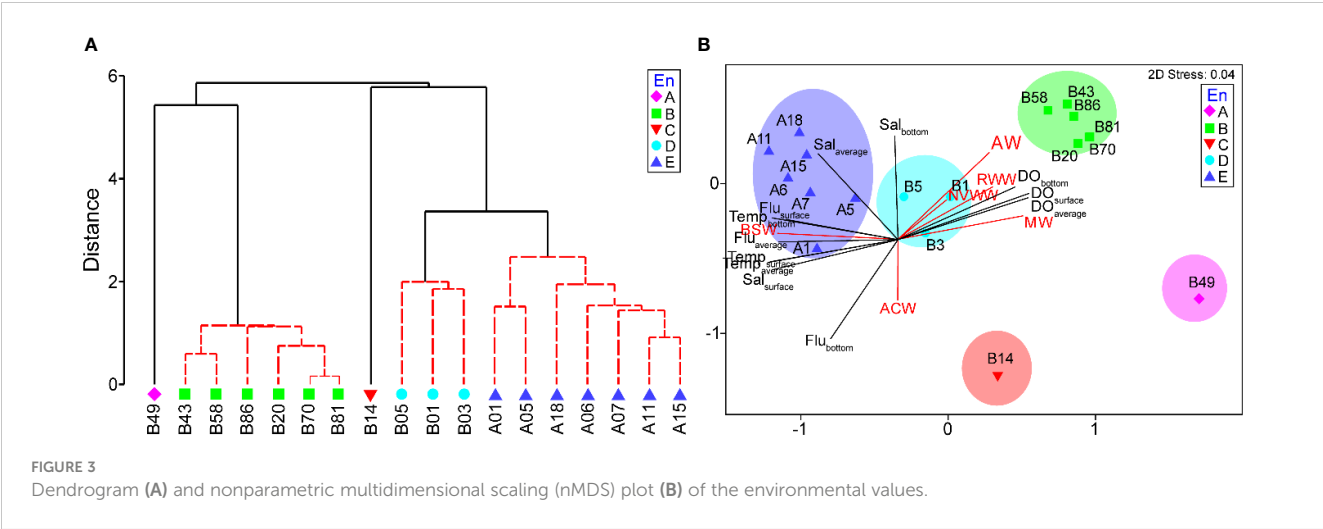 A
B
6
4
2
0
Distance
En
A
B
C
D
E
B49
B43
B58
B86
B20
B70
B81
B14
B05
B01
B03
A01
A05
A18
A06
A07
A11
A15
2D Stress: 0.04
En
A
B
C
D
E
0
-1
-1
0
1
A18
A11
A15
A6
A7
A5
A1
B5
B1
B3
B58
B43
B86
B81
B20
B70
B49
B14
Sal average
Sal bottom
AW
RWW
NVWW
DO bottom
DO surface
DO average
MW
Flu surface
Temp bottom
BSW
Flu average
Temp surface
Temp average
Sal surface
ACW
Flu bottom
FIGURE 3
Dendrogram (A) and nonparametric multidimensional scaling (nMDS) plot (B) of the environmental values.